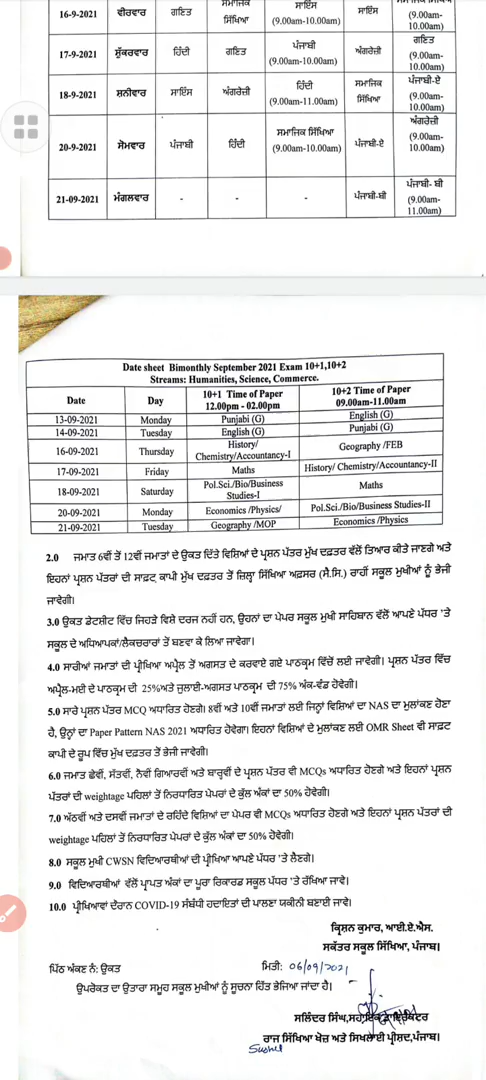 16-9-2021 ਵੀਰਵਾਰ ਗਣਿਤ ਸਮਾਜਿਕ ਸਿੱਖਿਆ ਸਾਇੰਸ (9.00am-10.00am) ਸਾਇੰਸ (9.00am-10.00am)
17-9-2021 ਸ਼ੁੱਕਰਵਾਰ ਹਿੰਦੀ ਗਣਿਤ ਪੰਜਾਬੀ (9.00am-10.00am) ਅੰਗਰੇਜ਼ੀ ਗਣਿਤ (9.00am-10.00am)
18-9-2021 ਸ਼ਨੀਵਾਰ ਸਾਇੰਸ ਅੰਗਰੇਜ਼ੀ ਹਿੰਦੀ (9.00am-11.00am) ਸਮਾਜਿਕ ਸਿੱਖਿਆ ਪੰਜਾਬੀ-ਏ (9.00am-10.00am)
20-9-2021 ਸੋਮਵਾਰ ਪੰਜਾਬੀ ਹਿੰਦੀ ਸਮਾਜਿਕ ਸਿੱਖਿਆ (9.00am-10.00am) ਪੰਜਾਬੀ-ਏ ਅੰਗਰੇਜ਼ੀ (9.00am-10.00am)
21-09-2021 ਮੰਗਲਵਾਰ - - - ਪੰਜਾਬੀ-ਬੀ ਪੰਜਾਬੀ- ਬੀ (9.00am-11.00am)
Date sheet Bimonthly September 2021 Exam 10+1,10+2
Streams: Humanities, Science, Commerce.
Date Day 10+1 Time of Paper 12.00pm - 02.00pm 10+2 Time of Paper 09.00am-11.00am
13-09-2021 Monday Punjabi (G) English (G)
14-09-2021 Tuesday English (G) Punjabi (G)
16-09-2021 Thursday History/ Chemistry/Accountancy-I Geography /FEB
17-09-2021 Friday Maths History/ Chemistry/Accountancy-II
18-09-2021 Saturday Pol.Sci./Bio/Business Studies-I Maths
20-09-2021 Monday Economics /Physics/ Pol.Sci./Bio/Business Studies-II
21-09-2021 Tuesday Geography /MOP Economics /Physics
2.0 ਜਮਾਤ 6ਵੀਂ ਤੋਂ 12ਵੀਂ ਜਮਾਤਾਂ ਦੇ ਉਕਤ ਦਿੱਤੇ ਵਿਸ਼ਿਆਂ ਦੇ ਪ੍ਰਸ਼ਨ ਪੱਤਰ ਮੁੱਖ ਦਫ਼ਤਰ ਵੱਲੋਂ ਤਿਆਰ ਕੀਤੇ ਜਾਣਗੇ ਅਤੇ
ਇਹਨਾਂ ਪ੍ਰਸ਼ਨ ਪੱਤਰਾਂ ਦੀ ਸਾਫ਼ਟ ਕਾਪੀ ਮੁੱਖ ਦਫ਼ਤਰ ਤੋਂ ਜ਼ਿਲ੍ਹਾ ਸਿੱਖਿਆ ਅਫ਼ਸਰ (ਸੈ.ਸਿ.) ਰਾਹੀਂ ਸਕੂਲ ਮੁਖੀਆਂ ਨੂੰ ਭੇਜੀ
ਜਾਵੇਗੀ।
3.0 ਉਕਤ ਡੇਟਸ਼ੀਟ ਵਿੱਚ ਜਿਹੜੇ ਵਿਸ਼ੇ ਦਰਜ ਨਹੀਂ ਹਨ, ਉਹਨਾਂ ਦਾ ਪੇਪਰ ਸਕੂਲ ਮੁਖੀ ਸਾਹਿਬਾਨ ਵੱਲੋਂ ਆਪਣੇ ਪੱਧਰ 'ਤੇ
ਸਕੂਲ ਦੇ ਅਧਿਆਪਕਾਂ/ਲੈਕਚਰਾਰਾਂ ਤੋਂ ਬਣਵਾ ਕੇ ਲਿਆ ਜਾਵੇਗਾ।
4.0 ਸਾਰੀਆਂ ਜਮਾਤਾਂ ਦੀ ਪ੍ਰੀਖਿਆ ਅਪ੍ਰੈਲ ਤੋਂ ਅਗਸਤ ਦੇ ਕਰਵਾਏ ਗਏ ਪਾਠਕ੍ਰਮ ਵਿੱਚੋਂ ਲਈ ਜਾਵੇਗੀ। ਪ੍ਰਸ਼ਨ ਪੱਤਰ ਵਿੱਚ
ਅਪ੍ਰੈਲ-ਮਈ ਦੇ ਪਾਠਕ੍ਰਮ ਦੀ 25%ਅਤੇ ਜੁਲਾਈ-ਅਗਸਤ ਪਾਠਕ੍ਰਮ ਦੀ 75% ਅੰਕ-ਵੰਡ ਹੋਵੇਗੀ।
5.0 ਸਾਰੇ ਪ੍ਰਸ਼ਨ ਪੱਤਰ MCQ ਅਧਾਰਿਤ ਹੋਣਗੇ। 8ਵੀਂ ਅਤੇ 10ਵੀਂ ਜਮਾਤਾਂ ਲਈ ਜਿਨ੍ਹਾਂ ਵਿਸ਼ਿਆਂ ਦਾ NAS ਦਾ ਮੁਲਾਂਕਣ ਹੋਣਾ
ਹੈ, ਉਨ੍ਹਾਂ ਦਾ Paper Pattern NAS 2021 ਅਧਾਰਿਤ ਹੋਵੇਗਾ। ਇਹਨਾਂ ਵਿਸ਼ਿਆਂ ਦੇ ਮੁਲਾਂਕਣ ਲਈ OMR Sheet ਵੀ ਸਾਫ਼ਟ
ਕਾਪੀ ਦੇ ਰੂਪ ਵਿੱਚ ਮੁੱਖ ਦਫ਼ਤਰ ਤੋਂ ਭੇਜੀ ਜਾਵੇਗੀ।
6.0 ਜਮਾਤ ਛੇਵੀਂ, ਸੱਤਵੀਂ, ਨੌਵੀਂ ਗਿਆਰਵੀਂ ਅਤੇ ਬਾਰ੍ਹਵੀਂ ਦੇ ਪ੍ਰਸ਼ਨ ਪੱਤਰ ਵੀ MCQs ਅਧਾਰਿਤ ਹੋਣਗੇ ਅਤੇ ਇਹਨਾਂ ਪ੍ਰਸ਼ਨ
ਪੱਤਰਾਂ ਦੀ weightage ਪਹਿਲਾਂ ਤੋਂ ਨਿਰਧਾਰਿਤ ਪੇਪਰਾਂ ਦੇ ਕੁੱਲ ਅੰਕਾਂ ਦਾ 50% ਹੋਵੇਗੀ।
7.0 ਅੱਠਵੀਂ ਅਤੇ ਦਸਵੀਂ ਜਮਾਤਾਂ ਦੇ ਰਹਿੰਦੇ ਵਿਸ਼ਿਆਂ ਦਾ ਪੇਪਰ ਵੀ MCQs ਅਧਾਰਿਤ ਹੋਣਗੇ ਅਤੇ ਇਹਨਾਂ ਪ੍ਰਸ਼ਨ ਪੱਤਰਾਂ ਦੀ
weightage ਪਹਿਲਾਂ ਤੋਂ ਨਿਰਧਾਰਿਤ ਪੇਪਰਾਂ ਦੇ ਕੁੱਲ ਅੰਕਾਂ ਦਾ 50% ਹੋਵੇਗੀ।
8.0 ਸਕੂਲ ਮੁਖੀ CWSN ਵਿਦਿਆਰਥੀਆਂ ਦੀ ਪ੍ਰੀਖਿਆ ਆਪਣੇ ਪੱਧਰ 'ਤੇ ਲੈਣਗੇ।
9.0 ਵਿਦਿਆਰਥੀਆਂ ਵੱਲੋਂ ਪ੍ਰਾਪਤ ਅੰਕਾਂ ਦਾ ਪੂਰਾ ਰਿਕਾਰਡ ਸਕੂਲ ਪੱਧਰ 'ਤੇ ਰੱਖਿਆ ਜਾਵੇ।
10.0 ਪ੍ਰੀਖਿਆਵਾਂ ਦੌਰਾਨ COVID-19 ਸੰਬੰਧੀ ਹਦਾਇਤਾਂ ਦੀ ਪਾਲਣਾ ਯਕੀਨੀ ਬਣਾਈ ਜਾਵੇ।
ਕ੍ਰਿਸ਼ਨ ਕੁਮਾਰ, ਆਈ.ਏ.ਐਸ.
ਸਕੱਤਰ ਸਕੂਲ ਸਿੱਖਿਆ, ਪੰਜਾਬ।
ਪਿੱਠ ਅੰਕਣ ਨੰ: ਉਕਤ ਮਿਤੀ: 06/09/2021
ਉਪਰੋਕਤ ਦਾ ਉਤਾਰਾ ਸਮੂਹ ਸਕੂਲ ਮੁਖੀਆਂ ਨੂੰ ਸੂਚਨਾ ਹਿੱਤ ਭੇਜਿਆ ਜਾਂਦਾ ਹੈ।
ਸਲਿੰਦਰ ਸਿੰਘ,
ਰਾਜ ਸਿੱਖਿਆ ਖੋਜ ਅਤੇ ਸਿਖਲਾਈ ਪ੍ਰੀਸ਼ਦ,ਪੰਜਾਬ।